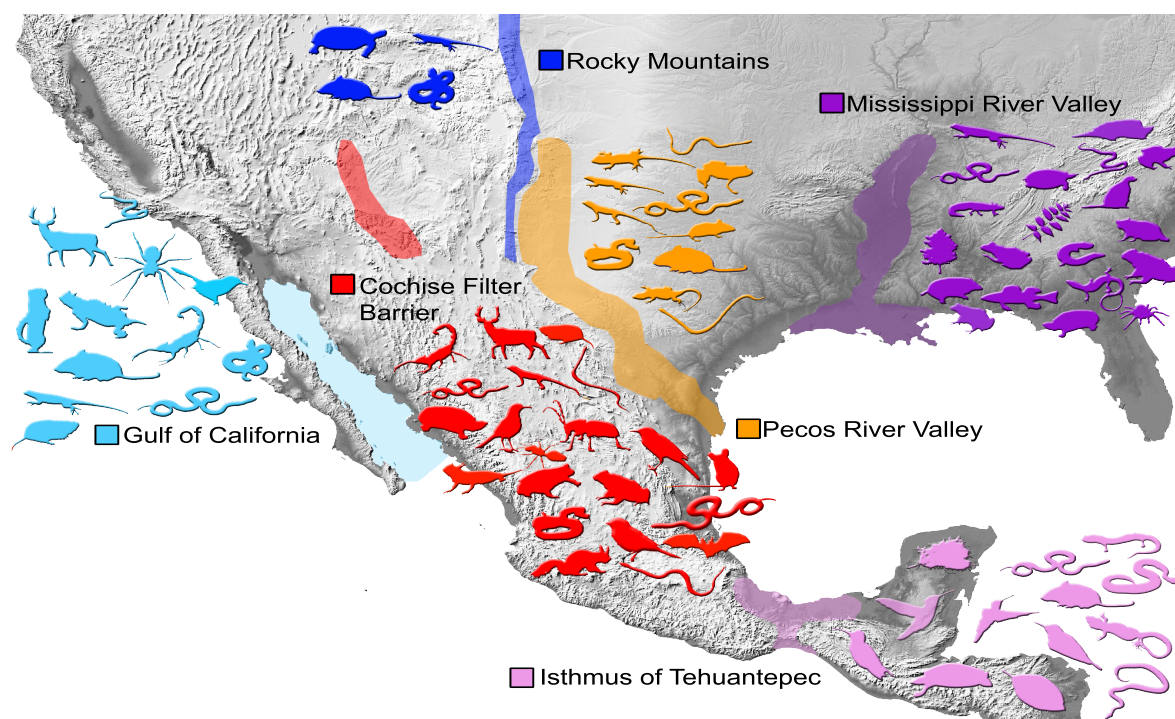 Rocky Mountains
Mississippi River Valley
Cochise Filter
Barrier
Gulf of California
Pecos River Valley
Isthmus of Tehuantepec